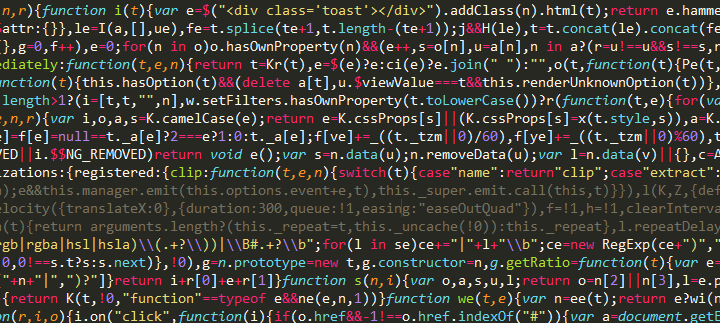 n,r){function i(t){var e=$("<div class='toast'></div>").addClass(n).html(t);return e.hamme
$attr:{}},le=I(a,[],ue),fe=t.splice(te+1,t.length-(te+1));j&&H(le),t=t.concat(le).concat(fe
{},g=0,f++),e=0;for(n in o)o.hasOwnProperty(n)&&(e++,s=o[n],u=a[n],n in a?(r=u!==u&&s!==s,r
mediately:function(t,e,n){return t=Kr(t),e=$(e)?e:ci(e)?e.join(" "):"",o(t,function(t){Pe(t,
function(t){this.hasOption(t)&&(delete a[t],u.$viewValue===t&&this.renderUnknownOption(t))},
.length>1?(i=[t,t,"",n],w.setFilters.hasOwnProperty(t.toLowerCase())?r(function(t,e){for(va
e,n,r){var i,o,a,s=K.camelCase(e);return e=K.cssProps[s]||(K.cssProps[s]=x(t.style,s)),a=K.
e]=f[e]=null==t._a[e]?2===e?1:0:t._a[e];f[ve]+=_((t._tzm||0)/60),f[ye]+=_((t._tzm||0)%60),t
VED||i.$$NG_REMOVED)return void e();var s=n.data(u);n.removeData(u);var l=n.data(v)||{},c=A
izations:{registered:{clip:function(t,e,n){switch(t){case"name":return"clip";case"extract":
);e&&this.manager.emit(this.options.event+e,t),this._super.emit.call(this,t)}}),l(K,Z,{def
elocity({translateX:0},{duration:300,queue:!1,easing:"easeOutQuad"}),f=!1,h=!1,clearInterva
n(t){return arguments.length?(this._repeat=t,this._uncache(!0)):this._repeat},l.repeatDelay
rgb|rgba|hsl|hsla)\\(.+?\\))|\\B#.+?\\b";for(l in se)ce+="|"+l+"\\b";ce=new RegExp(ce+")","
0,0!==s.t?s:s.next)},!0),g=n.prototype=new t,g.constructor=n,g.getRatio=function(t){var e=
"+n+"|",")?"]}return i+r[0]+e+r[1]}function s(n,i){var o,a,s,u,l;return o=n[2]||n[3],l=e.p
{return K(t,!0,"function"==typeof e&&ne(e,n,1))}function we(t,e){var n=ee(t);return e?wi(n
(r,i,o){i.on("click",function(i){if(o.href&&-1!==o.href.indexOf("#")){var a=document.getE